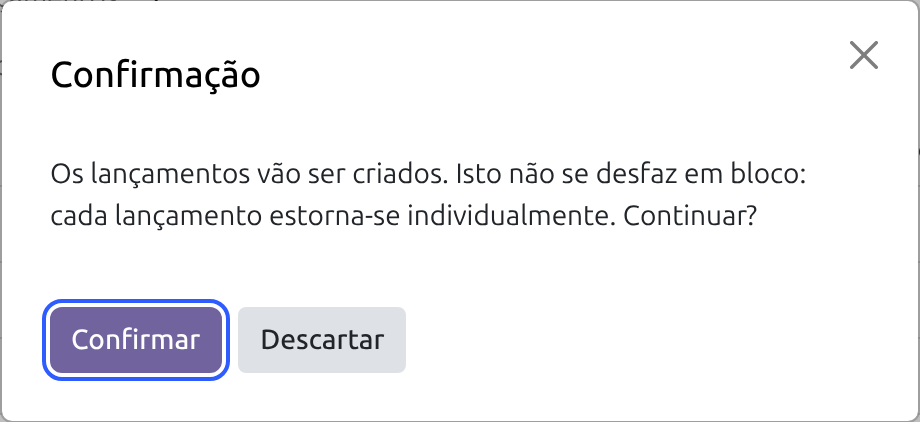 Confirmação
Os lançamentos vão ser criados. Isto não se desfaz em bloco:
cada lançamento estorna-se individualmente. Continuar?
Confirmar
Descartar